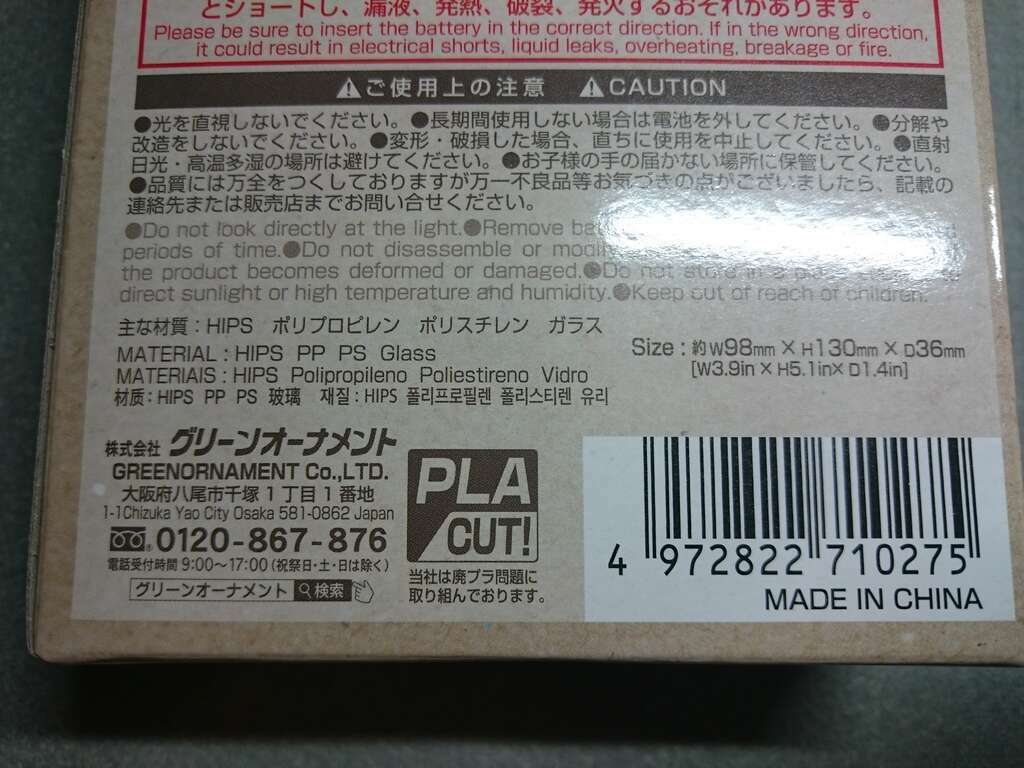 とショートし、漏液、発熱、破裂、発火するおそれがあります。
Please be sure to insert the battery in the correct direction. If in the wrong direction,
it could result in electrical shorts, liquid leaks, overheating, breakage or fire.
⚠ご使用上の注意 ⚠CAUTION
●光を直視しないでください。●長期間使用しない場合は電池を外してください。●分解や
改造をしないでください。●変形・破損した場合、直ちに使用を中止してください。●直射
日光・高温多湿の場所は避けてください。●お子様の手の届かない場所に保管してください。
●品質には万全をつくしておりますが万一不良品等お気づきの点がございましたら、記載の
連絡先または販売店までお問い合せください。
●Do not look directly at the light.●Remove
periods of time.●Do not disassemble or
the product becomes deformed or damaged.●Do not store in a
direct sunlight or high temperature and humidity.●Keep out of reach of children.
主な材質：HIPS ポリプロピレン ポリスチレン ガラス
MATERIAL : HIPS PP PS Glass
MATERIAIS : HIPS Polipropileno Poliestireno Vidro
材质：HIPS PP PS 玻璃 재질：HIPS 폴리프로필렌 폴리스티렌 유리
Size：約W98mm×H130mm×D36mm
[W3.9in×H5.1in×D1.4in]
株式会社 グリーンオーナメント
GREENORNAMENT Co.,LTD.
大阪府八尾市千塚1丁目1番地
1-1Chizuka Yao City Osaka 581-0862 Japan
0120-867-876
電話受付時間 9:00〜17:00（祝祭日・土・日は除く）
グリーンオーナメント 検索
PLA
CUT!
当社は廃プラ問題に
取り組んでおります。
4 972822 710275
MADE IN CHINA